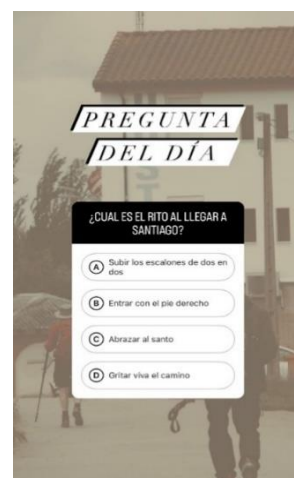 PREGUNTA
DEL DÍA
¿CUAL ES EL RITO AL LLEGAR A
SANTIAGO?
A Subir los escalones de dos en
dos
B Entrar con el pie derecho
C Abrazar al santo
D Gritar viva el camino